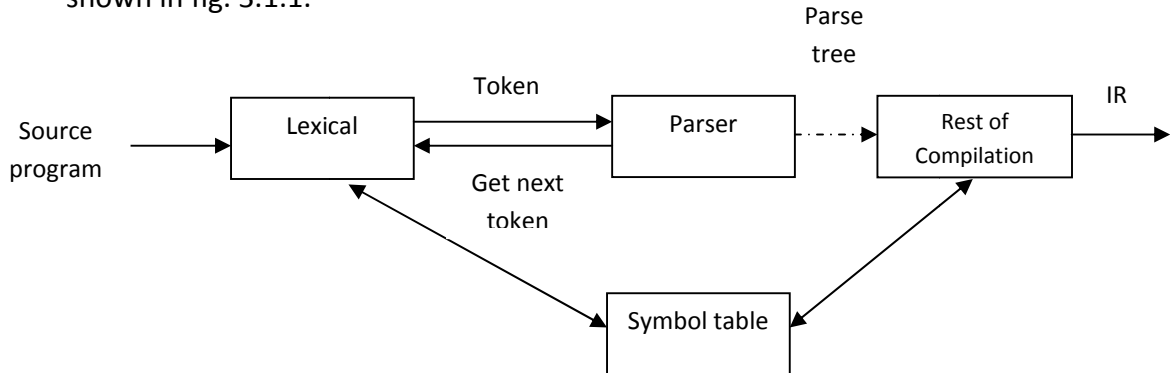 shown in fig. 3.1.1.
Parse
tree
Token
IR
Source
program
Lexical
Parser
Rest of
Compilation
Get next
token
Symbol table